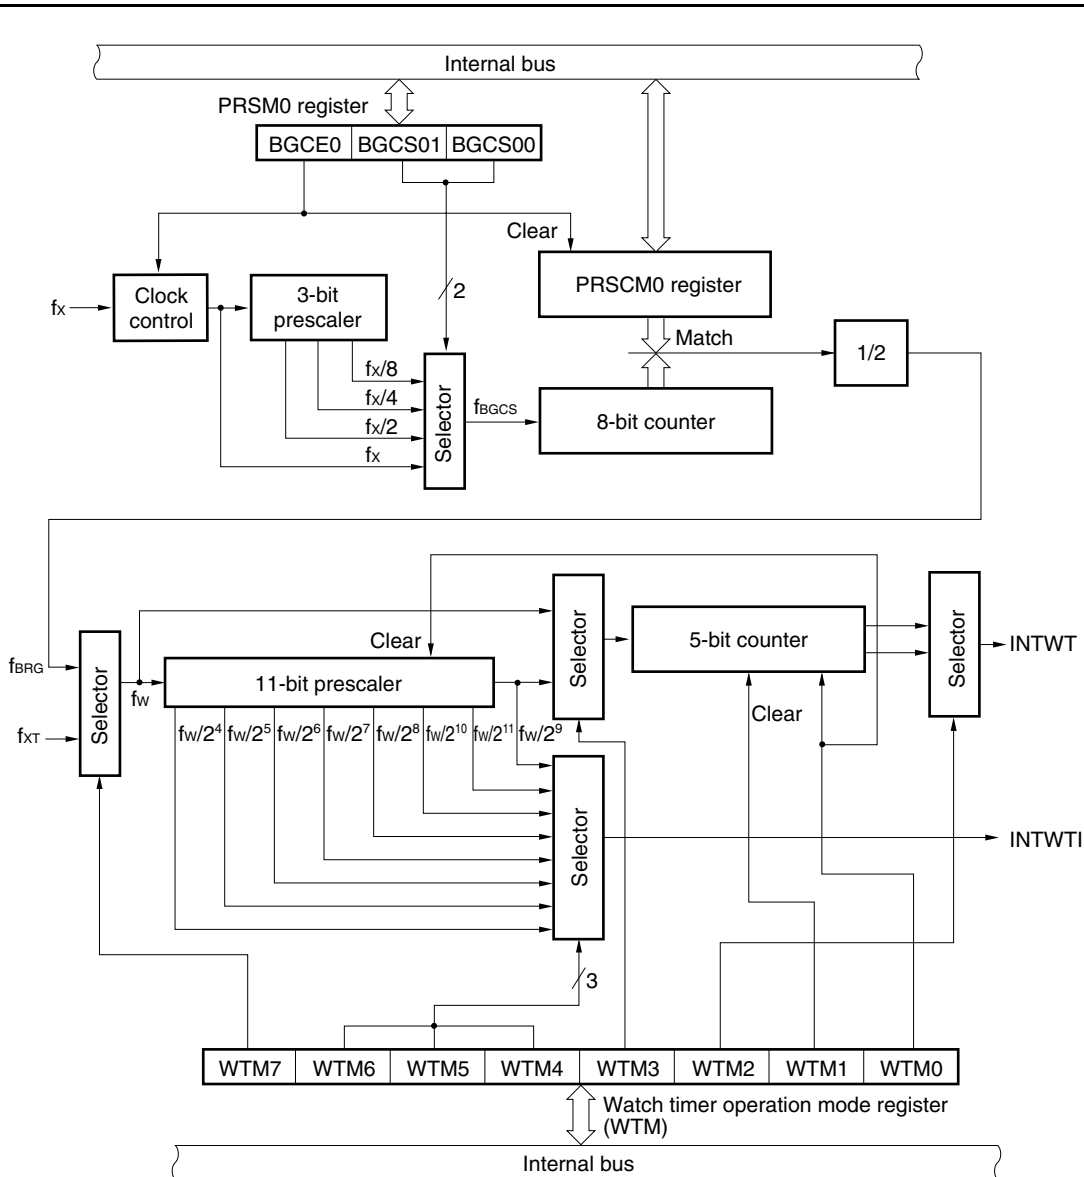 Internal bus
PRSM0 register
BGCE0 BGCS01 BGCS00
Clear
fX
Clock
control
3-bit
prescaler
2
PRSCM0 register
Match
1/2
fX/8
fX/4
fX/2
fX
Selector
fBGCS
8-bit counter
Clear
Selector
5-bit counter
Selector
INTWT
fBRG
Selector
fW
11-bit prescaler
Clear
fXT
fW/2⁴ fW/2⁵ fW/2⁶ fW/2⁷ fW/2⁸ fW/2¹⁰ fW/2¹¹ fW/2⁹
Selector
INTWTI
3
WTM7 WTM6 WTM5 WTM4 WTM3 WTM2 WTM1 WTM0
Watch timer operation mode register
(WTM)
Internal bus